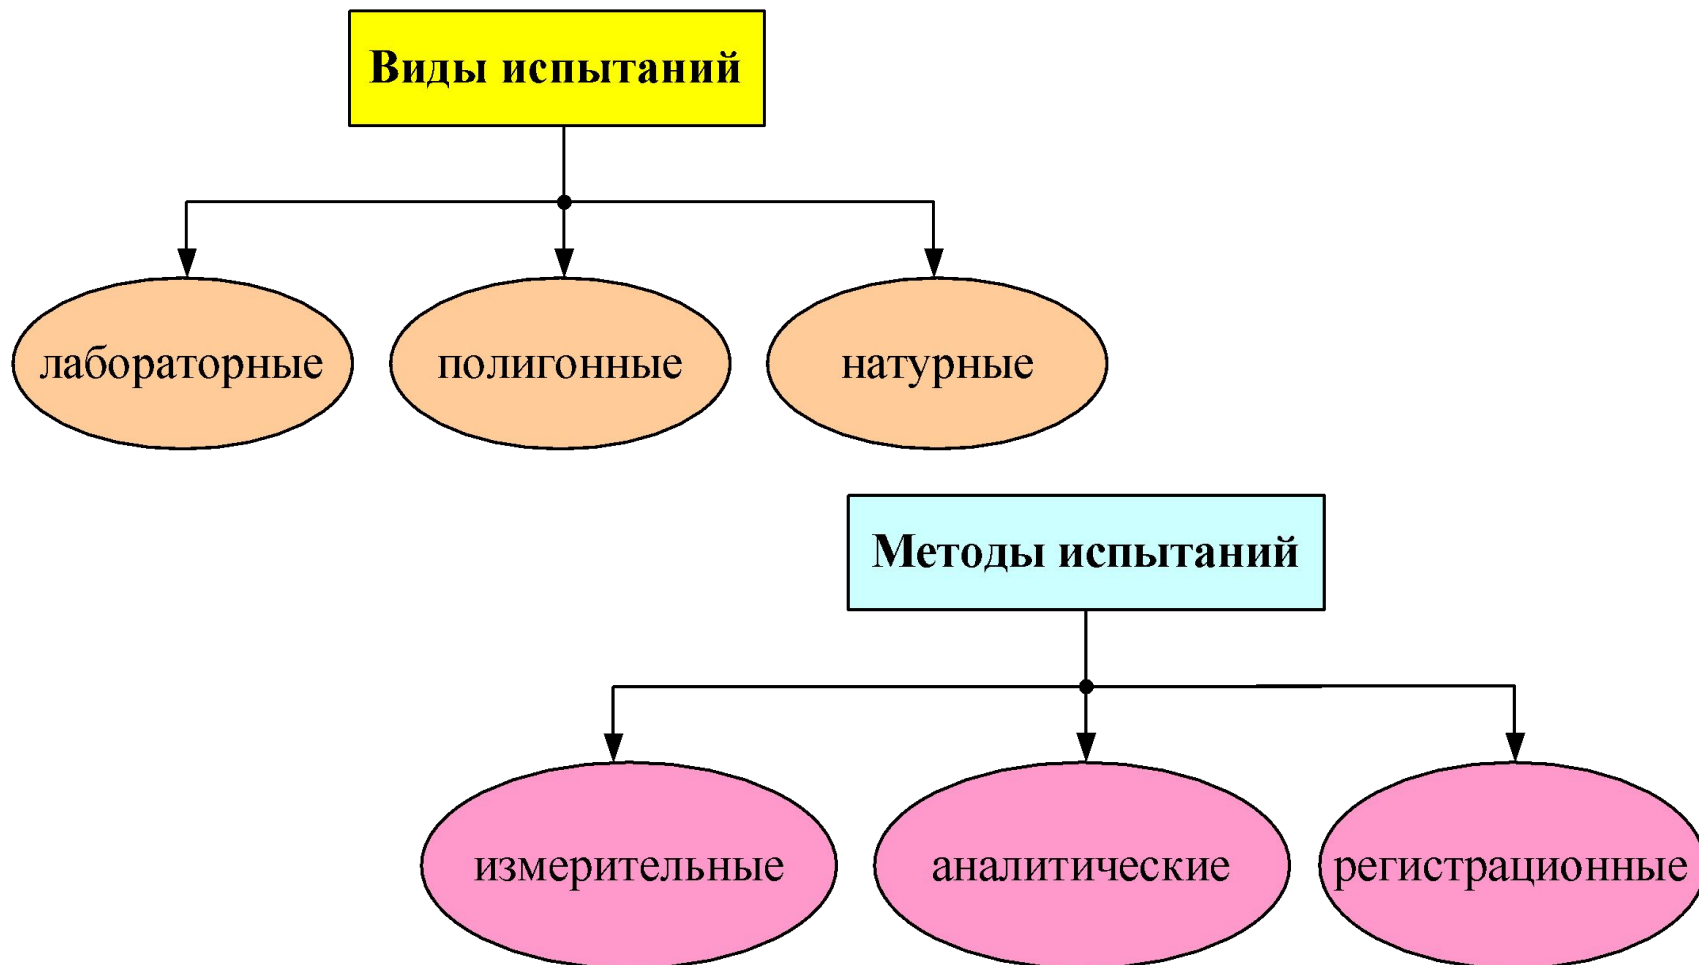 Виды испытаний
лабораторные
полигонные
натурные
Методы испытаний
измерительные
аналитические
регистрационные